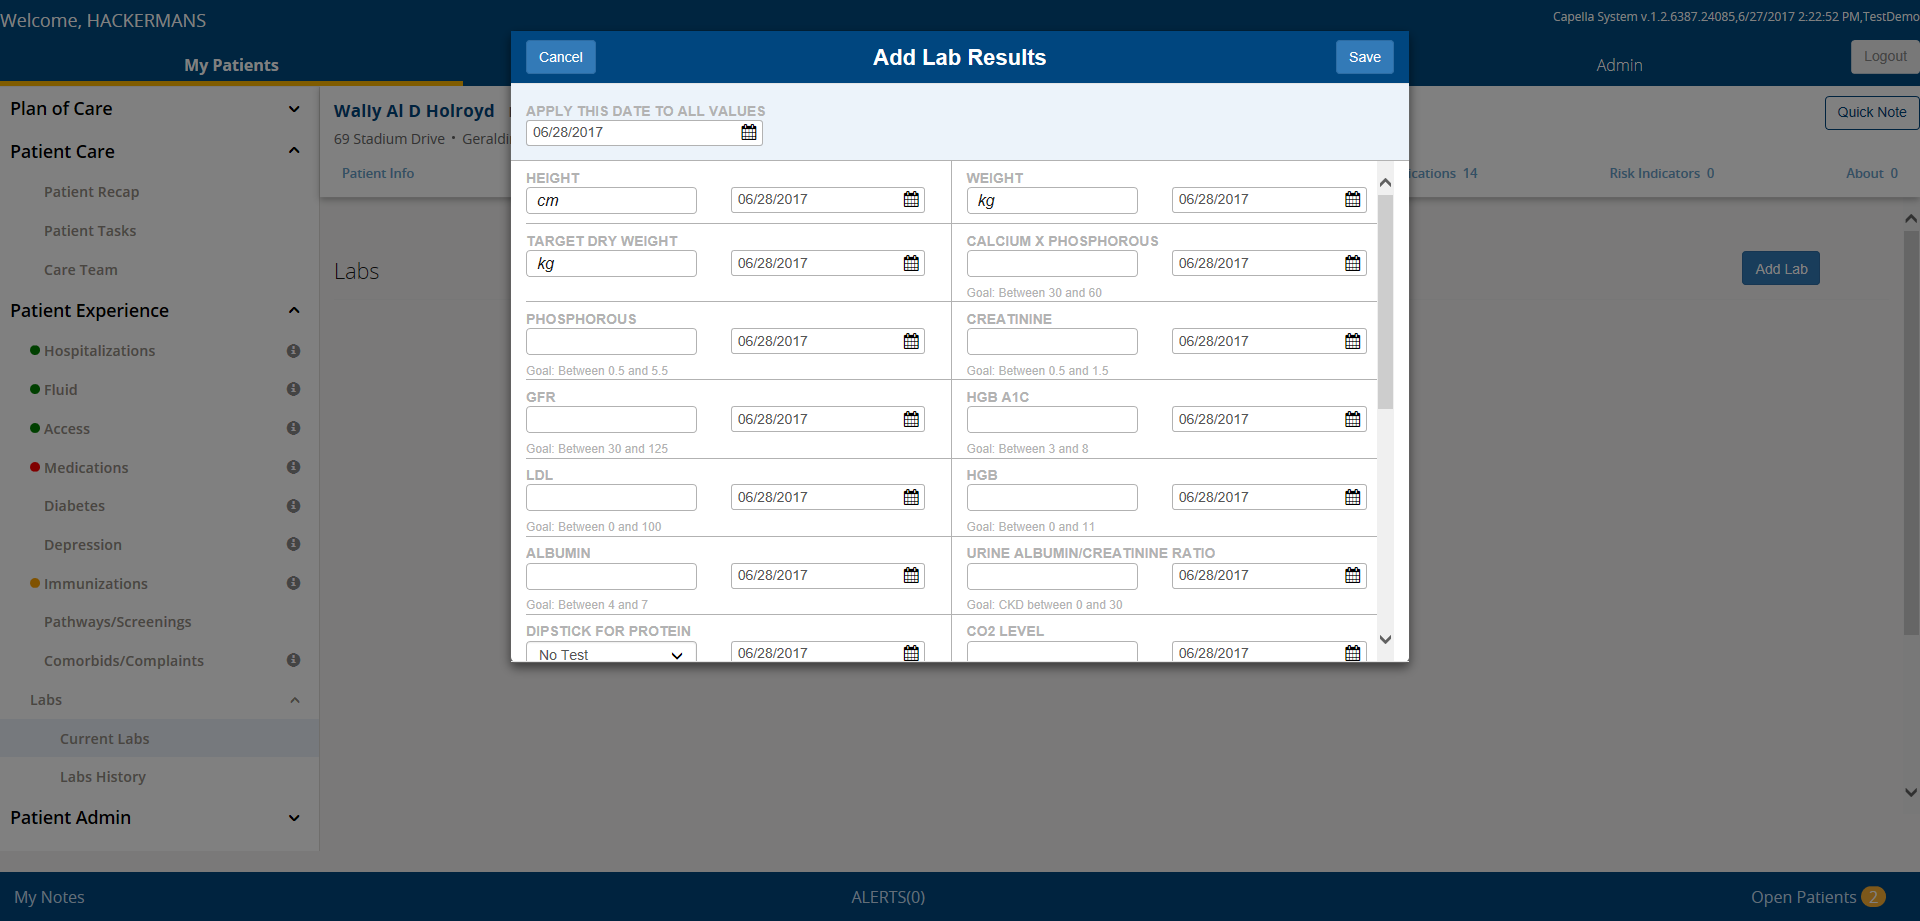 Welcome, HACKERMANS
Capella System v.1.2.6387.24085,6/27/2017 2:22:52 PM,TestDemo
My Patients
Admin
Logout
Cancel
Add Lab Results
Save
Plan of Care
Patient Care
Patient Recap
Patient Tasks
Care Team
Patient Experience
Hospitalizations
Fluid
Access
Medications
Diabetes
Depression
Immunizations
Pathways/Screenings
Comorbids/Complaints
Labs
Current Labs
Labs History
Patient Admin
Wally Al D Holroyd
69 Stadium Drive • Geraldi
Quick Note
Patient Info
ications 14
Risk Indicators 0
About 0
Labs
Add Lab
APPLY THIS DATE TO ALL VALUES
06/28/2017
HEIGHT
cm 06/28/2017
WEIGHT
kg 06/28/2017
TARGET DRY WEIGHT
kg 06/28/2017
CALCIUM X PHOSPHOROUS
06/28/2017
Goal: Between 30 and 60
PHOSPHOROUS
06/28/2017
Goal: Between 0.5 and 5.5
CREATININE
06/28/2017
Goal: Between 0.5 and 1.5
GFR
06/28/2017
Goal: Between 30 and 125
HGB A1C
06/28/2017
Goal: Between 3 and 8
LDL
06/28/2017
Goal: Between 0 and 100
HGB
06/28/2017
Goal: Between 0 and 11
ALBUMIN
06/28/2017
Goal: Between 4 and 7
URINE ALBUMIN/CREATININE RATIO
06/28/2017
Goal: CKD between 0 and 30
DIPSTICK FOR PROTEIN
No Test 06/28/2017
CO2 LEVEL
06/28/2017
My Notes
ALERTS(0)
Open Patients 2